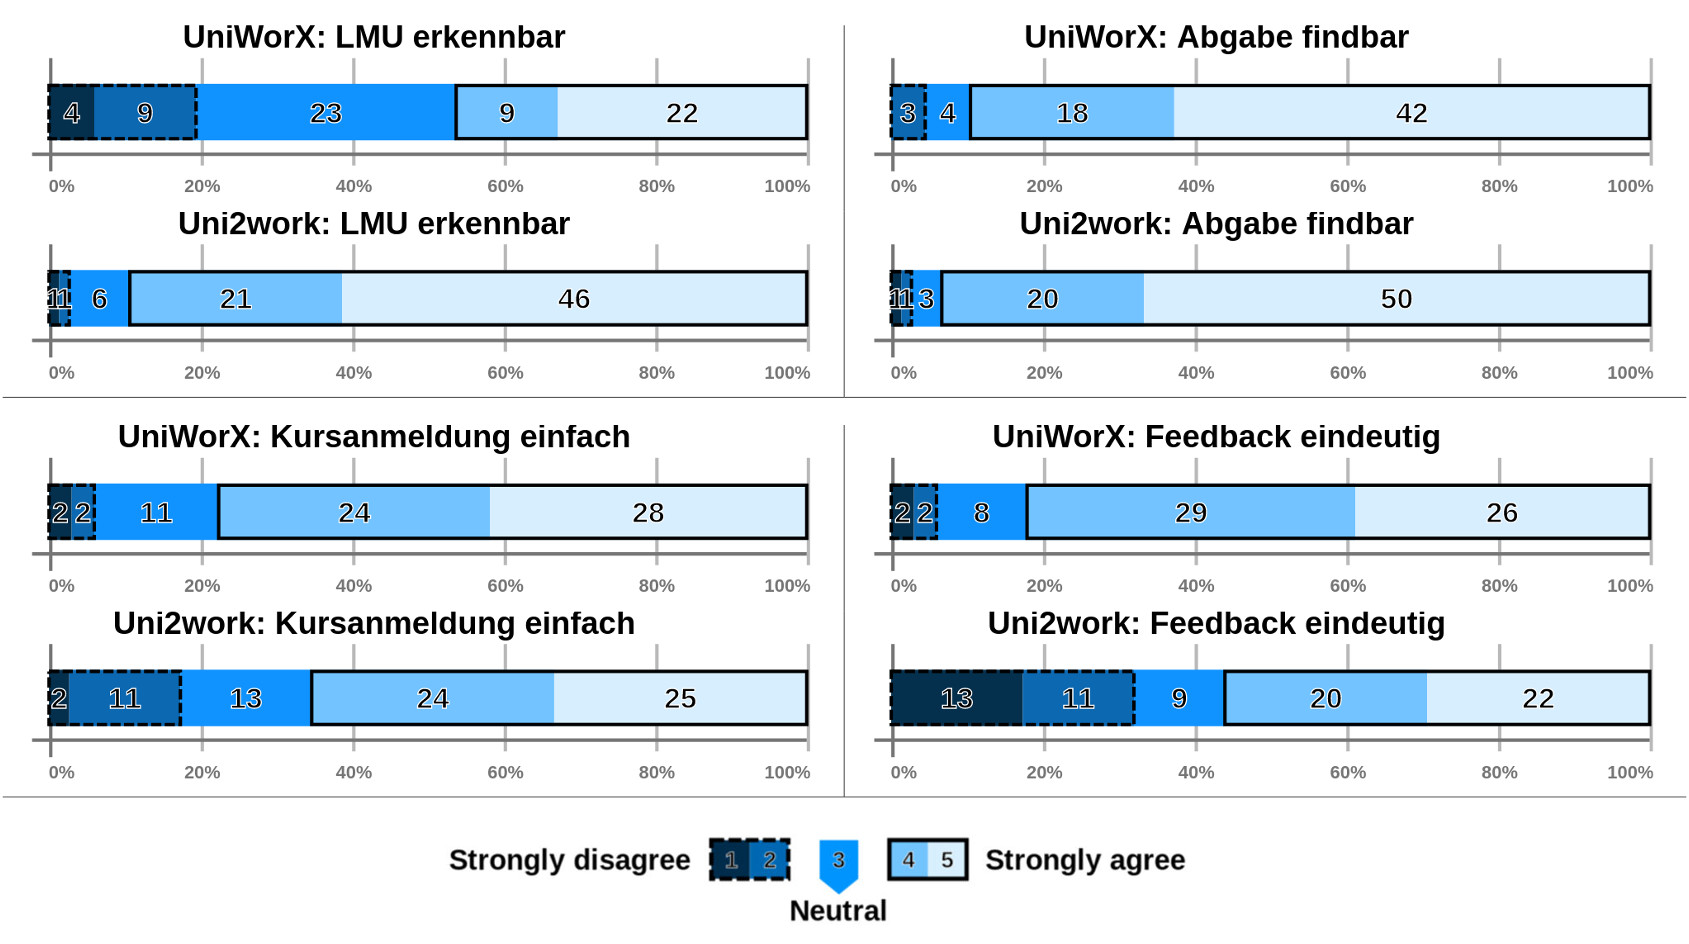 UniWorX: LMU erkennbar
4 9 23 9 22
0% 20% 40% 60% 80% 100%
Uni2work: LMU erkennbar
1 1 6 21 46
0% 20% 40% 60% 80% 100%
UniWorX: Abgabe findbar
3 4 18 42
0% 20% 40% 60% 80% 100%
Uni2work: Abgabe findbar
1 1 3 20 50
0% 20% 40% 60% 80% 100%
UniWorX: Kursanmeldung einfach
2 2 11 24 28
0% 20% 40% 60% 80% 100%
Uni2work: Kursanmeldung einfach
2 11 13 24 25
0% 20% 40% 60% 80% 100%
UniWorX: Feedback eindeutig
2 2 8 29 26
0% 20% 40% 60% 80% 100%
Uni2work: Feedback eindeutig
13 11 9 20 22
0% 20% 40% 60% 80% 100%
Strongly disagree 1 2 3 4 5 Strongly agree
Neutral